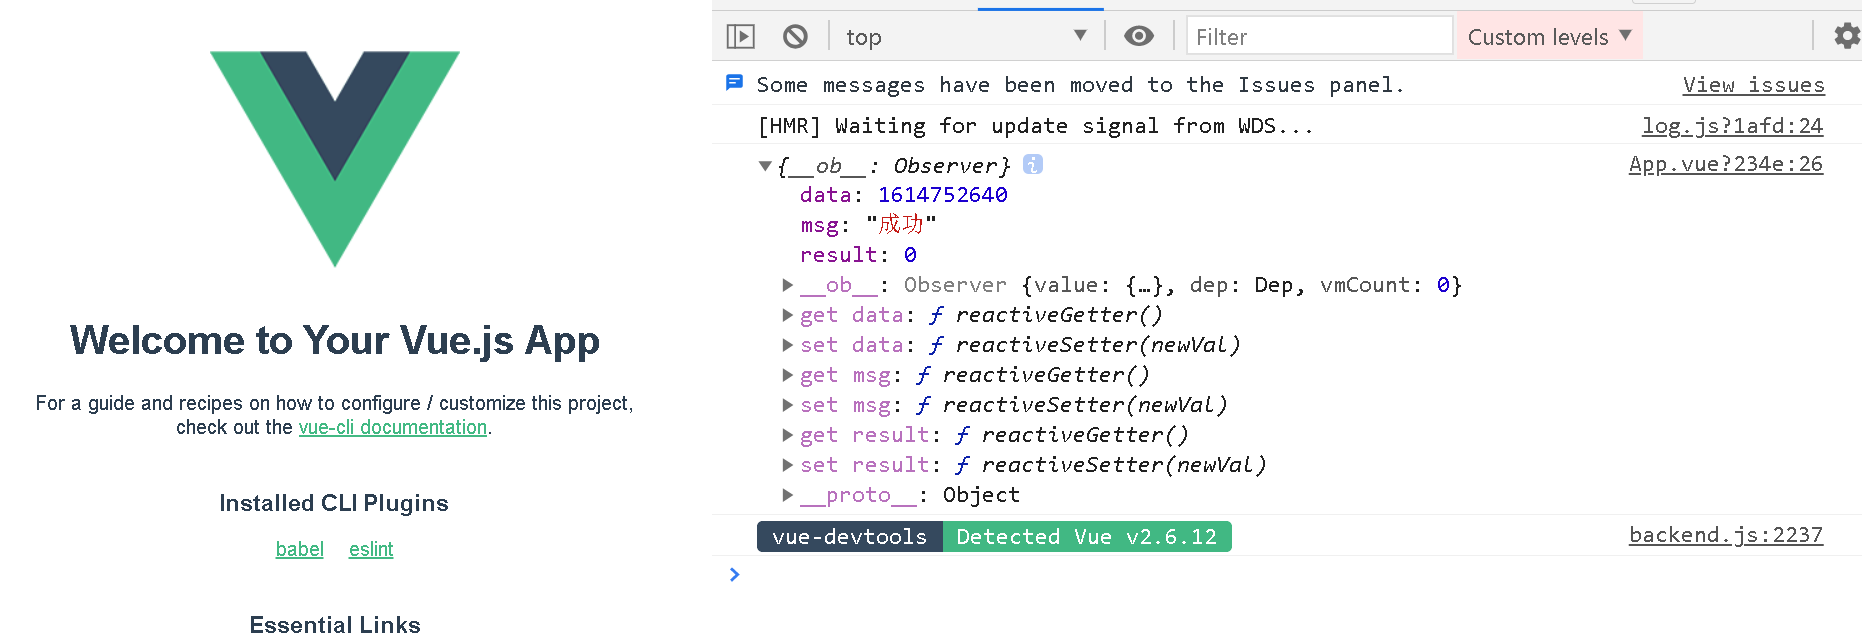 Welcome to Your Vue.js App
For a guide and recipes on how to configure / customize this project,
check out the vue-cli documentation.
Installed CLI Plugins
babel eslint
Essential Links
top Filter Custom levels
Some messages have been moved to the Issues panel. View issues
[HMR] Waiting for update signal from WDS... log.js?1afd:24
{__ob__: Observer} i App.vue?234e:26
data: 1614752640
msg: "成功"
result: 0
__ob__: Observer {value: {…}, dep: Dep, vmCount: 0}
get data: ƒ reactiveGetter()
set data: ƒ reactiveSetter(newVal)
get msg: ƒ reactiveGetter()
set msg: ƒ reactiveSetter(newVal)
get result: ƒ reactiveGetter()
set result: ƒ reactiveSetter(newVal)
__proto__: Object
vue-devtools Detected Vue v2.6.12 backend.js:2237